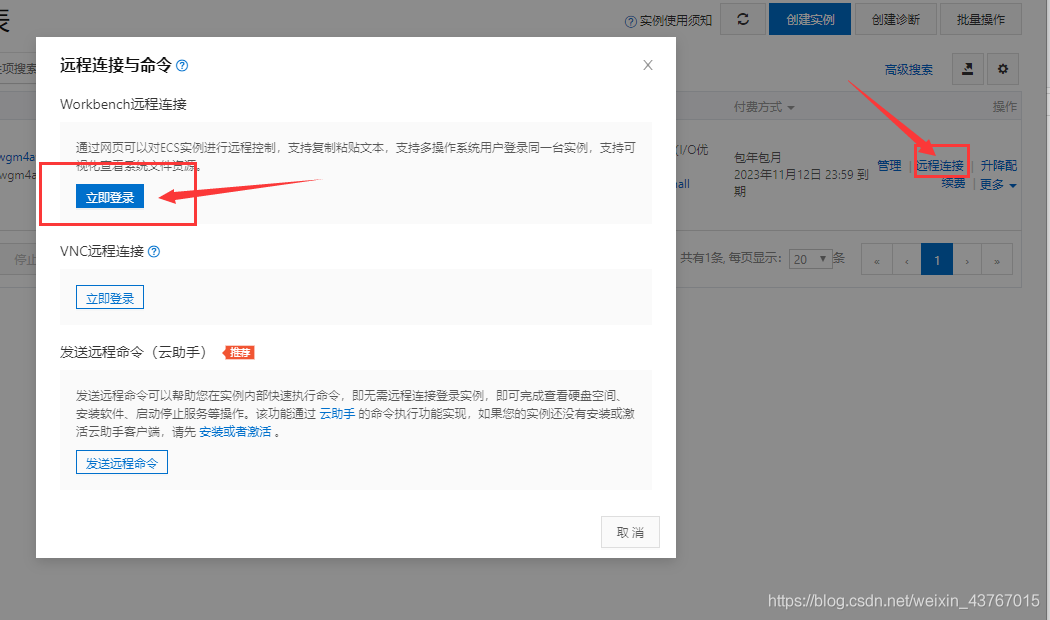 表
实例使用须知
创建实例
创建诊断
批量操作
项搜索
高级搜索
付费方式
操作
wgm4a
wgm4a
I/O优
all
包年包月
2023年11月12日 23:59 到
期
管理
远程连接
升降配
续费
更多
停止
共有1条, 每页显示:
20
条
«
‹
1
›
»
远程连接与命令
Workbench远程连接
通过网页可以对ECS实例进行远程控制，支持复制粘贴文本，支持多操作系统用户登录同一台实例，支持可
视化查看系统文件资源。
立即登录
VNC远程连接
立即登录
发送远程命令（云助手）
推荐
发送远程命令可以帮助您在实例内部快速执行命令，即无需远程连接登录实例，即可完成查看硬盘空间、
安装软件、启动停止服务等操作。该功能通过 云助手 的命令执行功能实现，如果您的实例还没有安装或激
活云助手客户端，请先 安装或者激活 。
发送远程命令
取消
https://blog.csdn.net/weixin_43767015